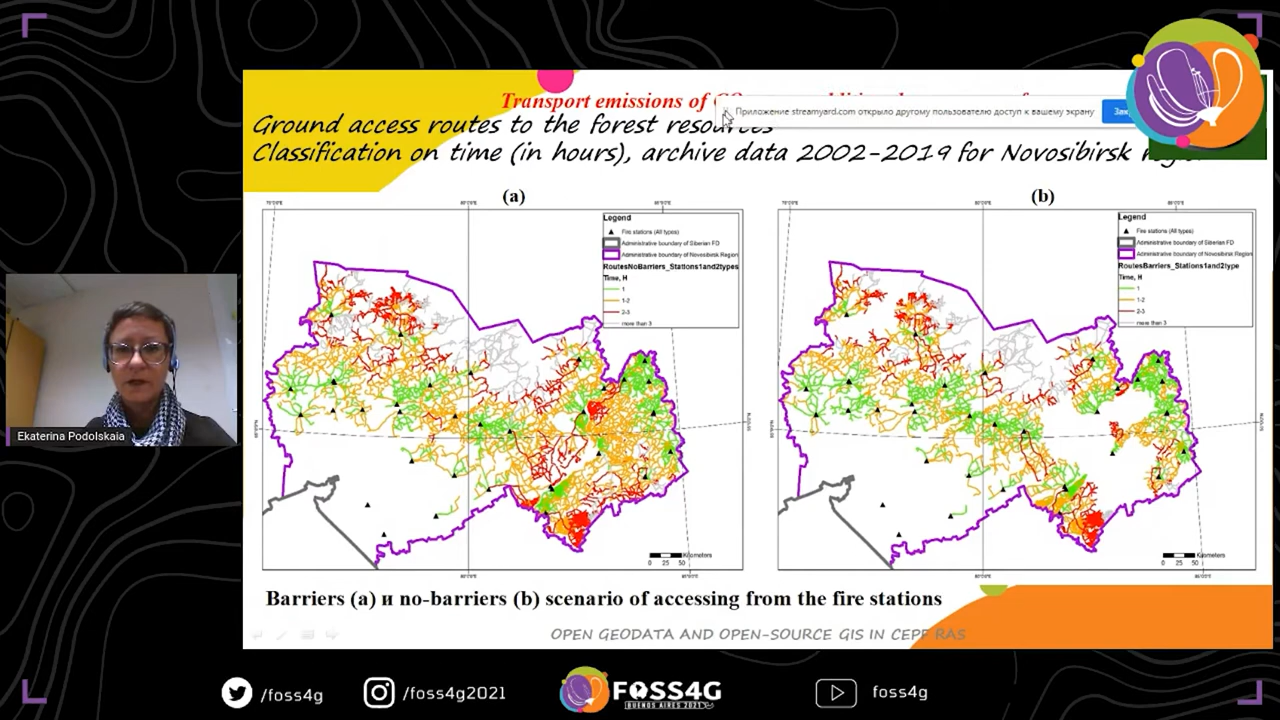 Transport emissions of
Приложение streamyard.com открыло другому пользователю доступ к вашему экрану
Ground access routes to the forest resources
Classification on time (in hours), archive data 2002-2019 for Novosibirsk
(a)
(b)
Legend
Fire stations (All types)
Administrative boundary of Siberian FD
Administrative boundary of Novosibirsk Region
RoutesNoBarriers_Stations1and2types
Time, H
1
1-2
2-3
more than 3
Legend
Fire stations (All types)
Administrative boundary of Siberian FD
Administrative boundary of Novosibirsk Region
RoutesBarriers_Stations1and2type
Time, H
1
1-2
2-3
more than 3
Kilometers
0 25 50
Kilometers
0 25 50
Ekaterina Podolskaia
Barriers (a) и no-barriers (b) scenario of accessing from the fire stations
OPEN GEODATA AND OPEN-SOURCE GIS IN CEPF RAS
/foss4g
/foss4g2021
FOSS4G
BUENOS AIRES 2021
foss4g